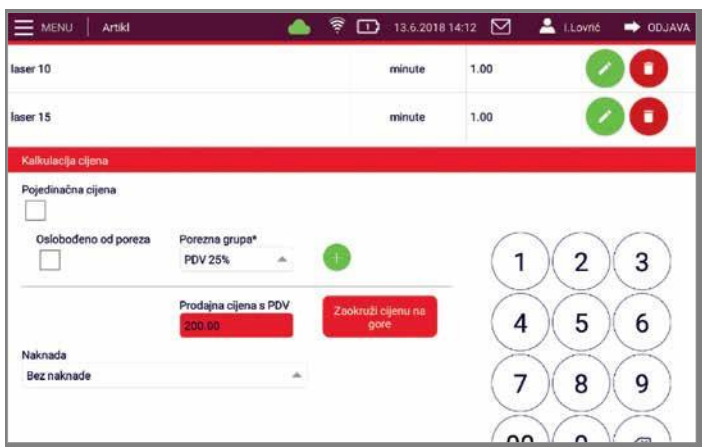 MENU Artikl 1 13.6.2018 14:12 I.Lovrić ODJAVA
laser 10 minute 1.00
laser 15 minute 1.00
Kalkulacija cijena
Pojedinačna cijena
Oslobođeno od poreza Porezna grupa*
PDV 25%
1 2 3
Prodajna cijena s PDV
200.00
Zaokruži cijenu na
gore
4 5 6
Naknada
Bez naknade
7 8 9